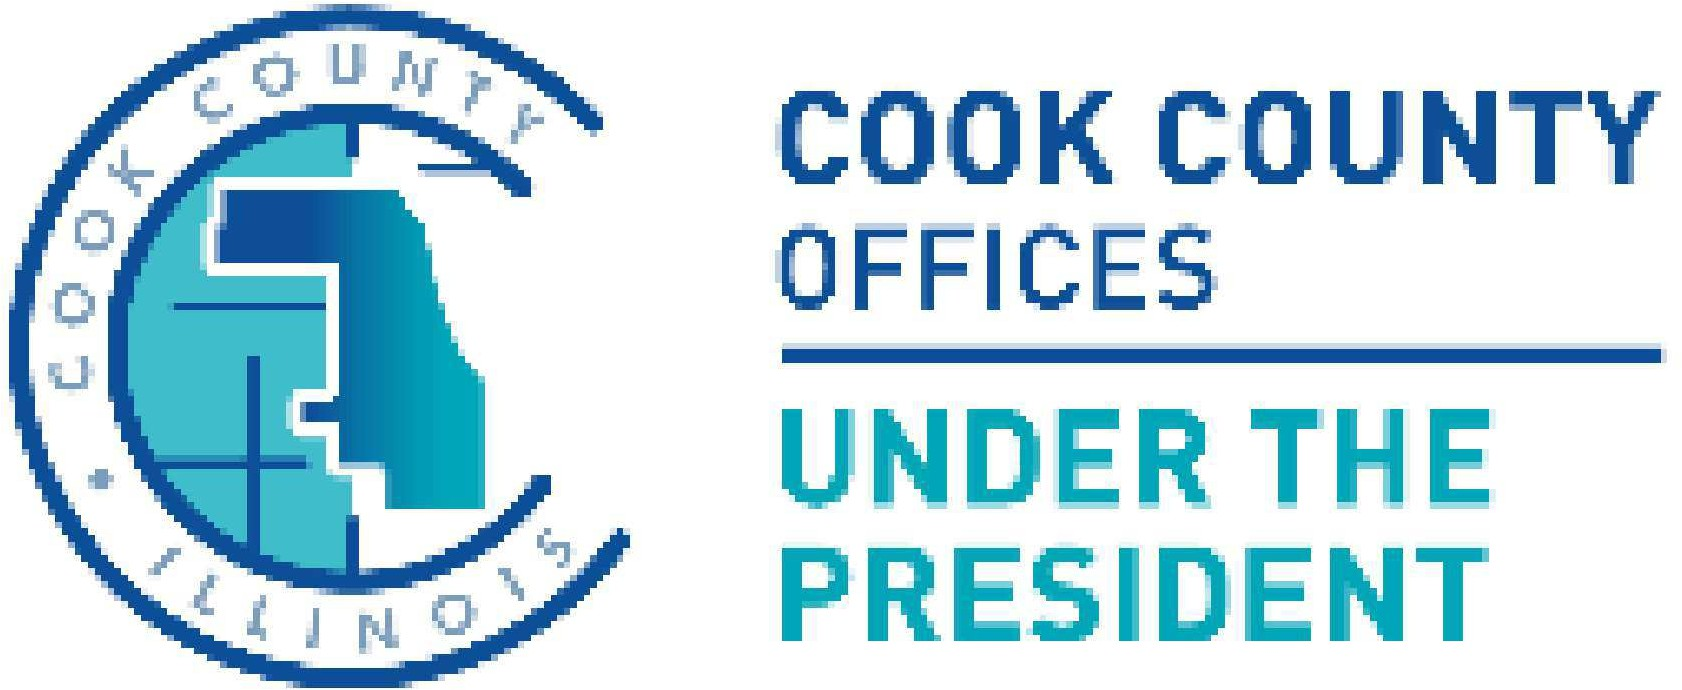 COOK COUNTY
• ILLINOIS
COOK COUNTY
OFFICES
UNDER THE
PRESIDENT